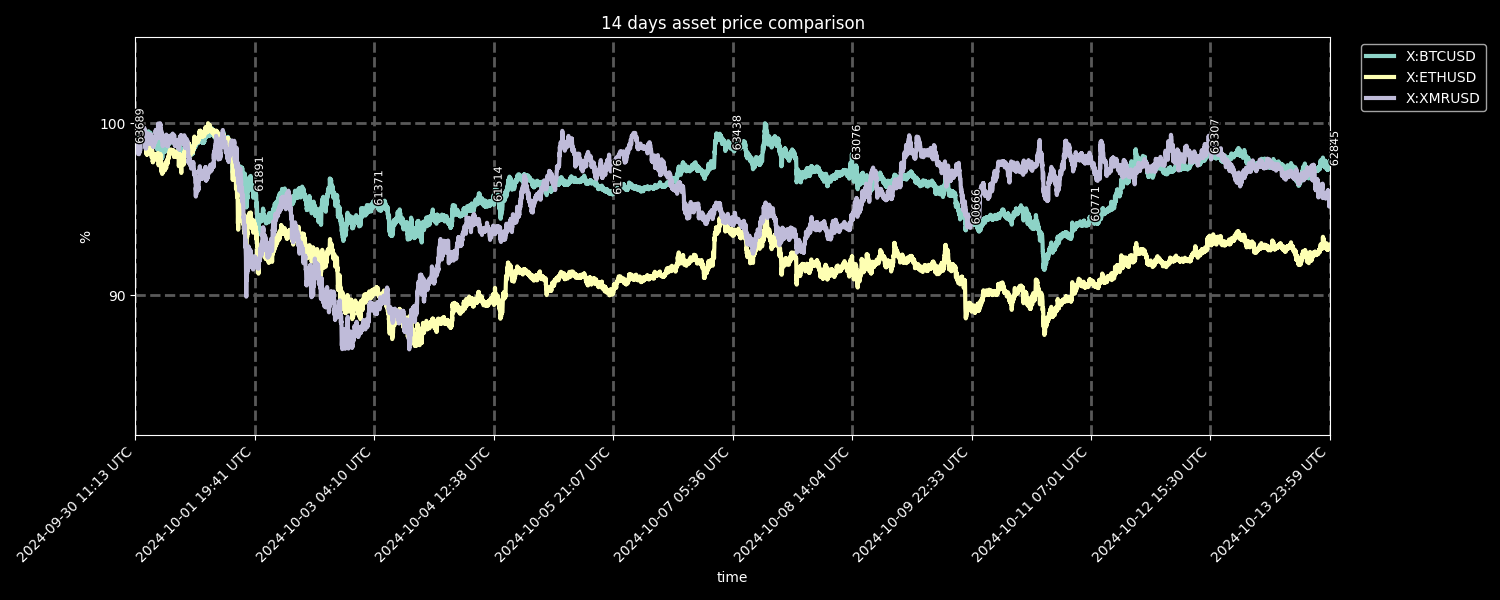 14 days asset price comparison
X:BTCUSD
X:ETHUSD
X:XMRUSD
100
90
%
63689
61891
61371
61514
61776
63438
63076
60666
60771
63307
62845
2024-09-30 11:13 UTC
2024-10-01 19:41 UTC
2024-10-03 04:10 UTC
2024-10-04 12:38 UTC
2024-10-05 21:07 UTC
2024-10-07 05:36 UTC
2024-10-08 14:04 UTC
2024-10-09 22:33 UTC
2024-10-11 07:01 UTC
2024-10-12 15:30 UTC
2024-10-13 23:59 UTC
time